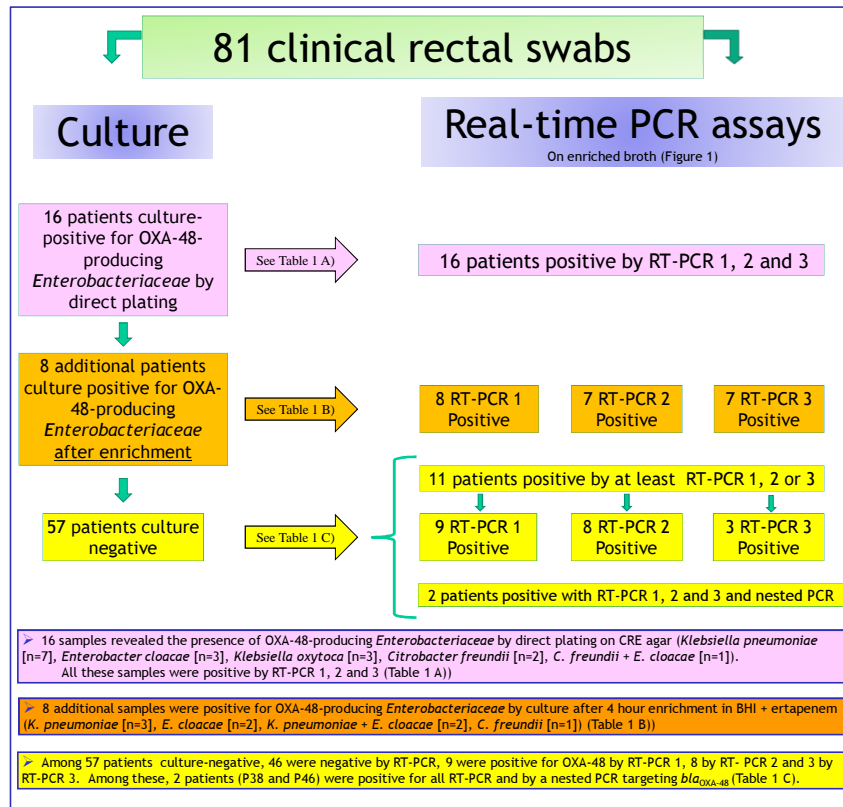 81 clinical rectal swabs
Culture
Real-time PCR assays
On enriched broth (Figure 1)
16 patients culture-
positive for OXA-48-
producing
Enterobacteriaceae by
direct plating
See Table 1 A)
16 patients positive by RT-PCR 1, 2 and 3
8 additional patients
culture positive for OXA-
48-producing
Enterobacteriaceae
after enrichment
See Table 1 B)
8 RT-PCR 1
Positive
7 RT-PCR 2
Positive
7 RT-PCR 3
Positive
57 patients culture
negative
See Table 1 C)
11 patients positive by at least RT-PCR 1, 2 or 3
9 RT-PCR 1
Positive
8 RT-PCR 2
Positive
3 RT-PCR 3
Positive
2 patients positive with RT-PCR 1, 2 and 3 and nested PCR
➢ 16 samples revealed the presence of OXA-48-producing Enterobacteriaceae by direct plating on CRE agar (Klebsiella pneumoniae
[n=7], Enterobacter cloacae [n=3], Klebsiella oxytoca [n=3], Citrobacter freundii [n=2], C. freundii + E. cloacae [n=1]).
All these samples were positive by RT-PCR 1, 2 and 3 (Table 1 A))
➢ 8 additional samples were positive for OXA-48-producing Enterobacteriaceae by culture after 4 hour enrichment in BHI + ertapenem
(K. pneumoniae [n=3], E. cloacae [n=2], K. pneumoniae + E. cloacae [n=2], C. freundii [n=1]) (Table 1 B))
➢ Among 57 patients culture-negative, 46 were negative by RT-PCR, 9 were positive for OXA-48 by RT-PCR 1, 8 by RT- PCR 2 and 3 by
RT-PCR 3. Among these, 2 patients (P38 and P46) were positive for all RT-PCR and by a nested PCR targeting blaOXA-48 (Table 1 C).